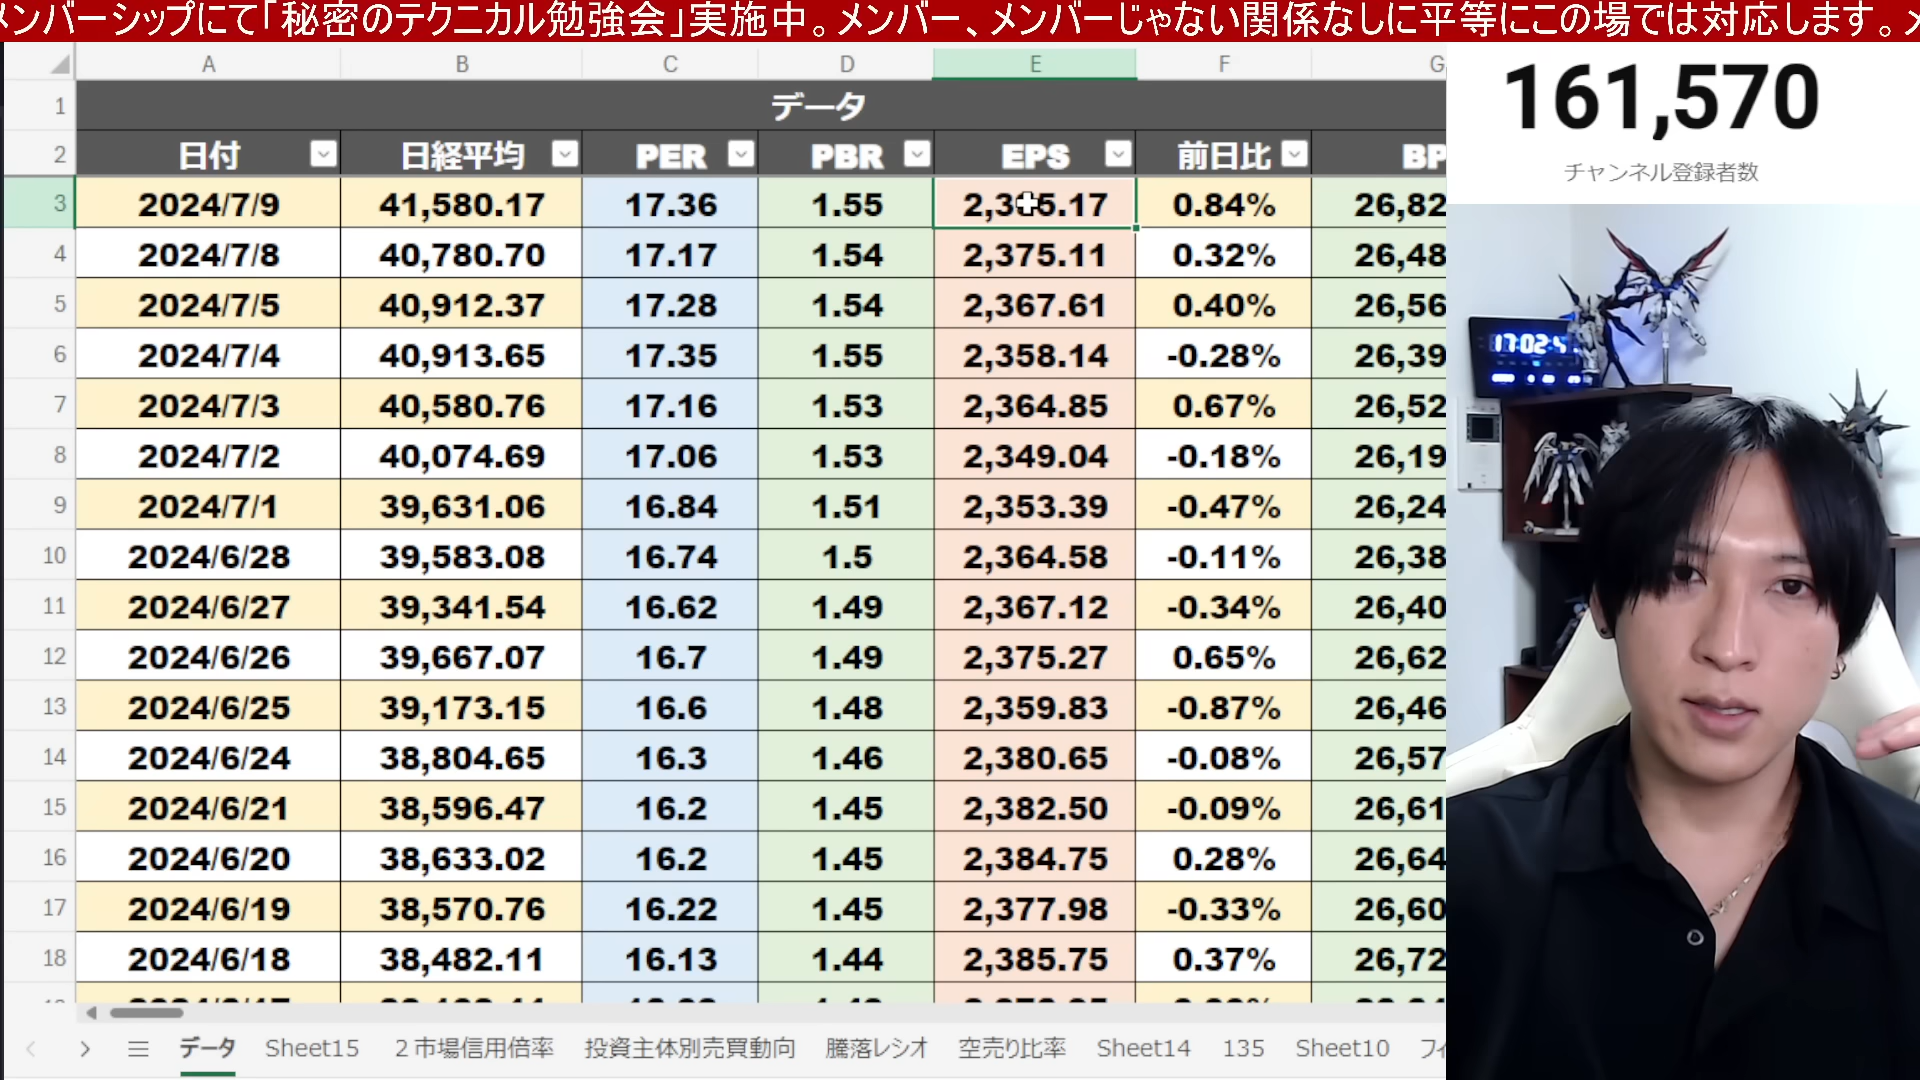 メンバーシップにて「秘密のテクニカル勉強会」実施中。メンバー、メンバーじゃない関係なしに平等にこの場では対応します。
A B C D E F G
1 データ
2 日付 日経平均 PER PBR EPS 前日比 BP
3 2024/7/9 41,580.17 17.36 1.55 0.84% 26,82
4 2024/7/8 40,780.70 17.17 1.54 2,375.11 0.32% 26,48
5 2024/7/5 40,912.37 17.28 1.54 2,367.61 0.40% 26,56
6 2024/7/4 40,913.65 17.35 1.55 2,358.14 -0.28% 26,39
7 2024/7/3 40,580.76 17.16 1.53 2,364.85 0.67% 26,52
8 2024/7/2 40,074.69 17.06 1.53 2,349.04 -0.18% 26,19
9 2024/7/1 39,631.06 16.84 1.51 2,353.39 -0.47% 26,24
10 2024/6/28 39,583.08 16.74 1.5 2,364.58 -0.11% 26,38
11 2024/6/27 39,341.54 16.62 1.49 2,367.12 -0.34% 26,40
12 2024/6/26 39,667.07 16.7 1.49 2,375.27 0.65% 26,62
13 2024/6/25 39,173.15 16.6 1.48 2,359.83 -0.87% 26,46
14 2024/6/24 38,804.65 16.3 1.46 2,380.65 -0.08% 26,57
15 2024/6/21 38,596.47 16.2 1.45 2,382.50 -0.09% 26,61
16 2024/6/20 38,633.02 16.2 1.45 2,384.75 0.28% 26,64
17 2024/6/19 38,570.76 16.22 1.45 2,377.98 -0.33% 26,60
18 2024/6/18 38,482.11 16.13 1.44 2,385.75 0.37% 26,72
データ Sheet15 2市場信用倍率 投資主体別売買動向 騰落レシオ 空売り比率 Sheet14 135 Sheet10 フィ
161,570
チャンネル登録者数